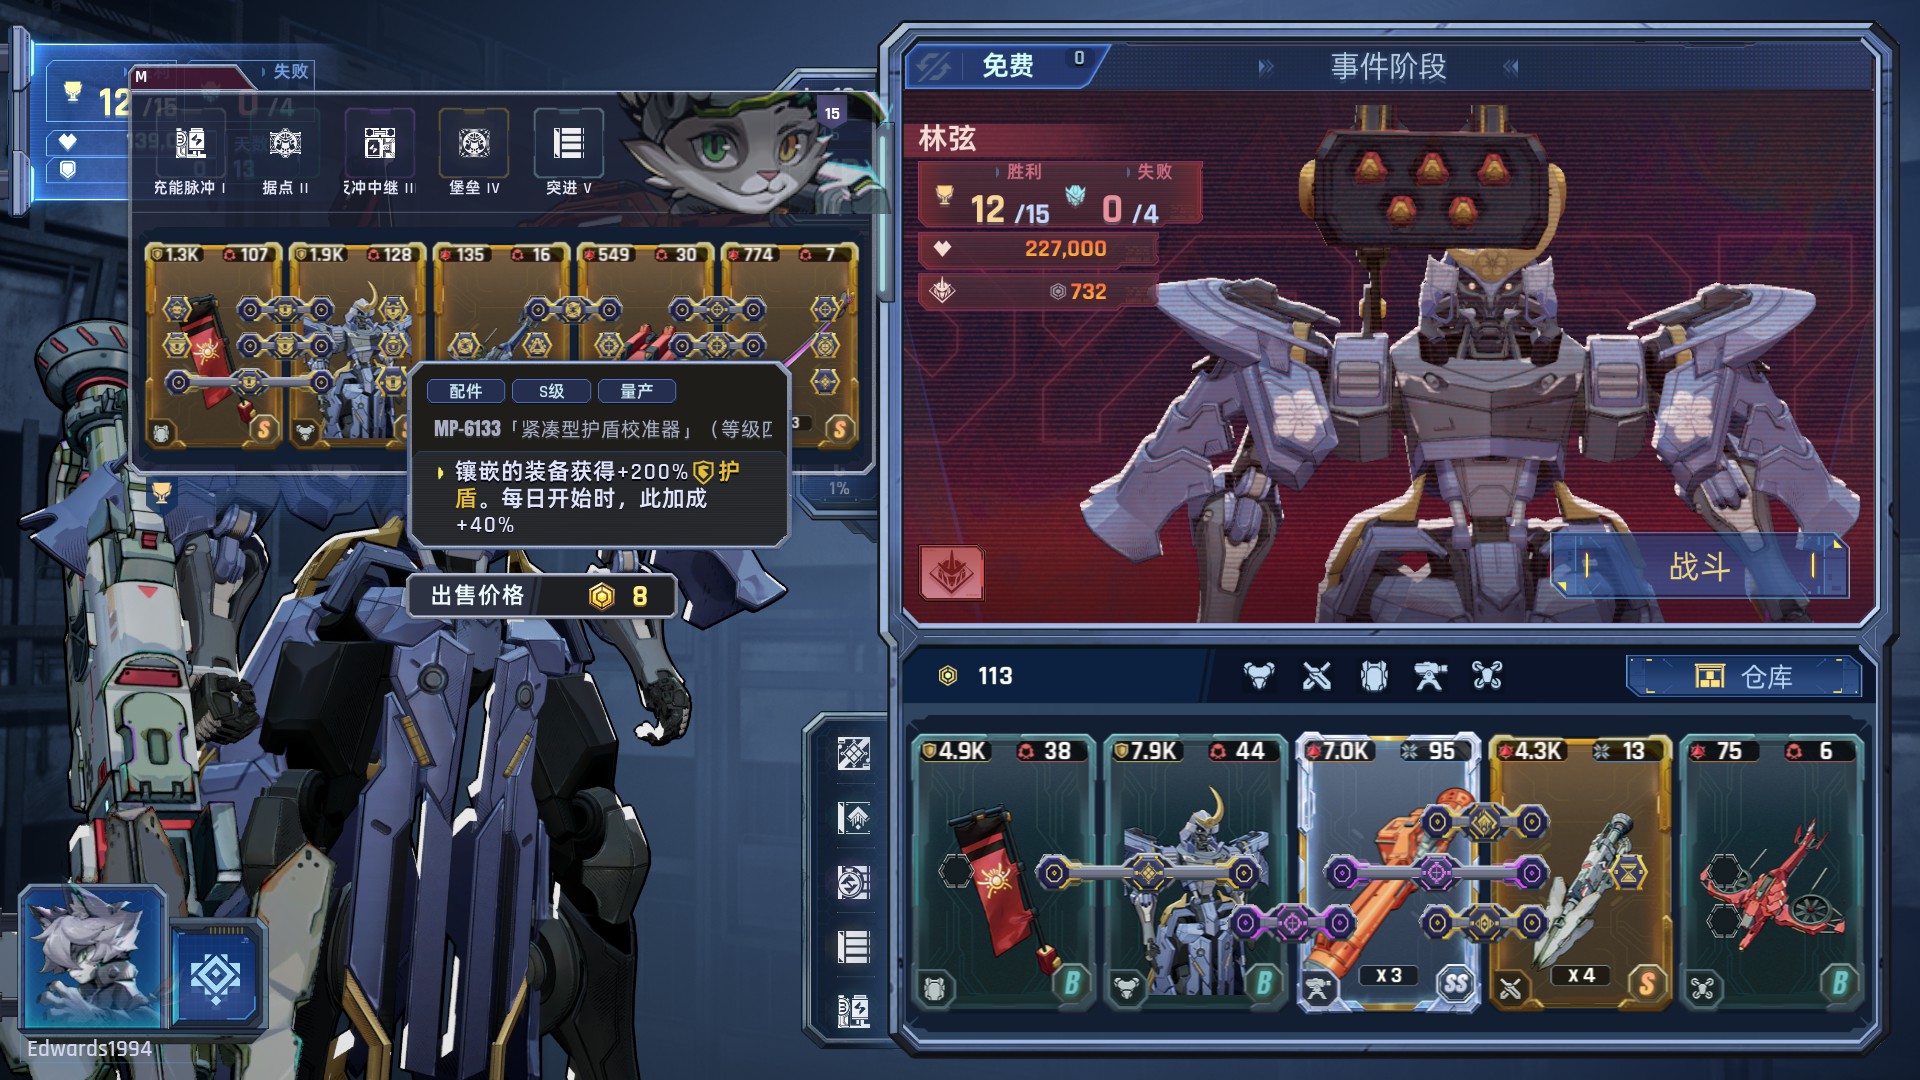 M
失败
12 /15
0 /4
15
充能脉冲 I
据点 II
冲中继 III
堡垒 IV
突进 V
1.3K
107
1.9K
128
135
16
549
30
774
7
S
S
配件
S级
量产
MP-6133「紧凑型护盾校准器」（等级
镶嵌的装备获得+200%护
盾。每日开始时，此加成
+40%
1%
出售价格
8
Edwards1994
免费
0
事件阶段
林弦
胜利
失败
12 /15
0 /4
227,000
732
战斗
113
仓库
4.9K
38
7.9K
44
7.0K
95
4.3K
13
75
6
B
B
x3
SS
x4
S
B